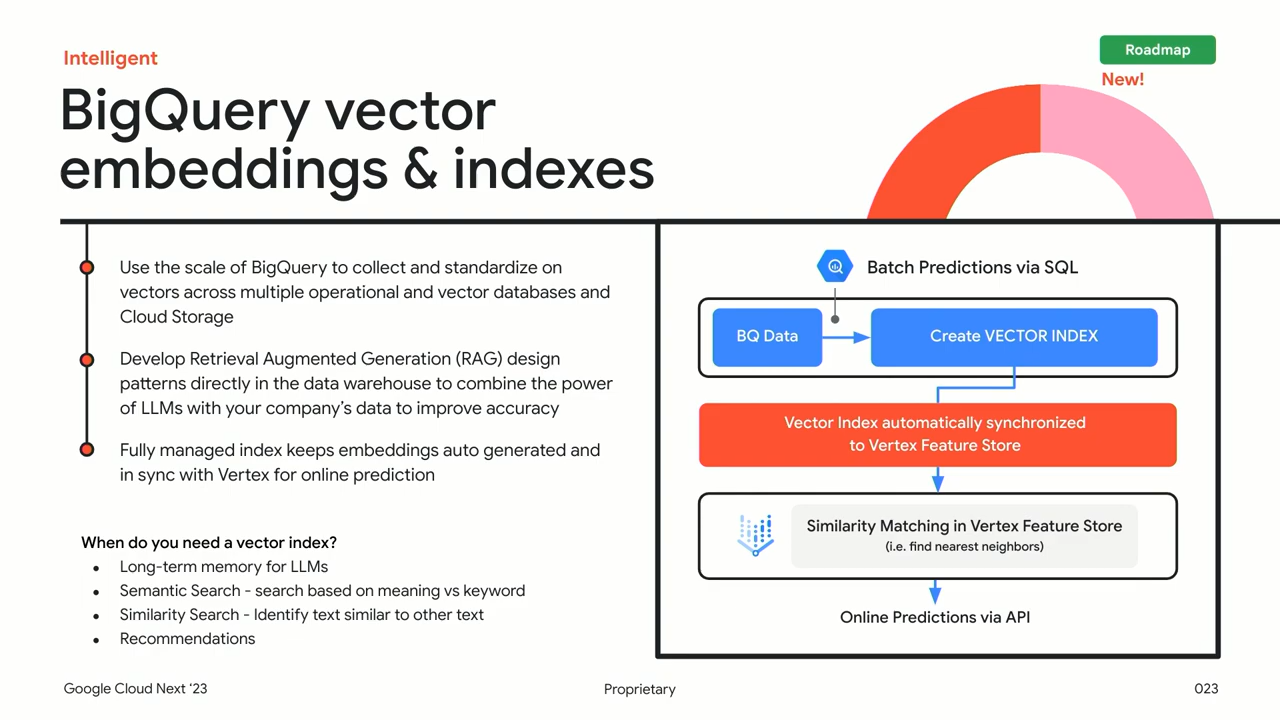 Intelligent
Roadmap
New!
BigQuery vector
embeddings & indexes
Use the scale of BigQuery to collect and standardize on
vectors across multiple operational and vector databases and
Cloud Storage
Develop Retrieval Augmented Generation (RAG) design
patterns directly in the data warehouse to combine the power
of LLMs with your company’s data to improve accuracy
Fully managed index keeps embeddings auto generated and
in sync with Vertex for online prediction
When do you need a vector index?
• Long-term memory for LLMs
• Semantic Search - search based on meaning vs keyword
• Similarity Search - Identify text similar to other text
• Recommendations
Batch Predictions via SQL
BQ Data
Create VECTOR INDEX
Vector Index automatically synchronized
to Vertex Feature Store
Similarity Matching in Vertex Feature Store
(i.e. find nearest neighbors)
Online Predictions via API
Google Cloud Next ‘23
Proprietary
023